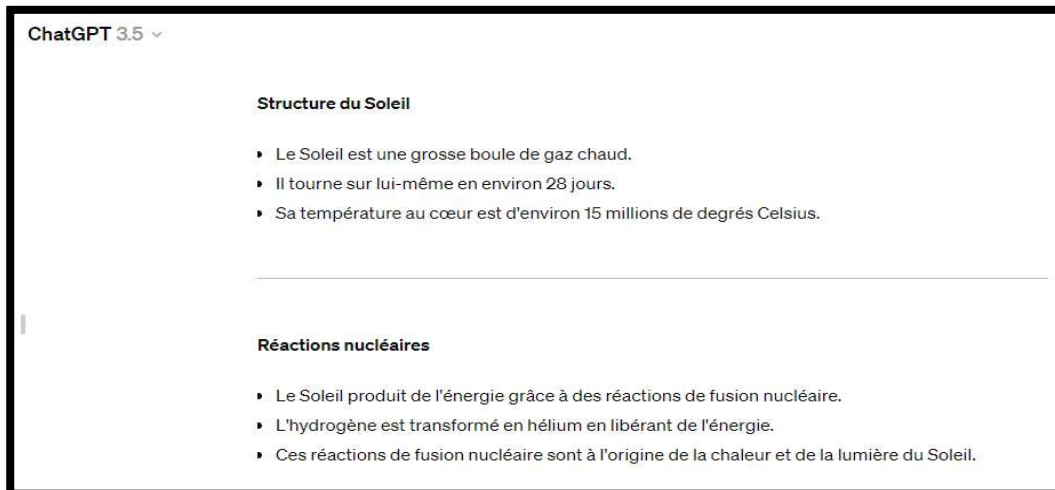 ChatGPT 3.5
Structure du Soleil
Le Soleil est une grosse boule de gaz chaud.
Il tourne sur lui-même en environ 28 jours.
Sa température au cœur est d'environ 15 millions de degrés Celsius.
Réactions nucléaires
Le Soleil produit de l'énergie grâce à des réactions de fusion nucléaire.
L'hydrogène est transformé en hélium en libérant de l'énergie.
Ces réactions de fusion nucléaire sont à l'origine de la chaleur et de la lumière du Soleil.